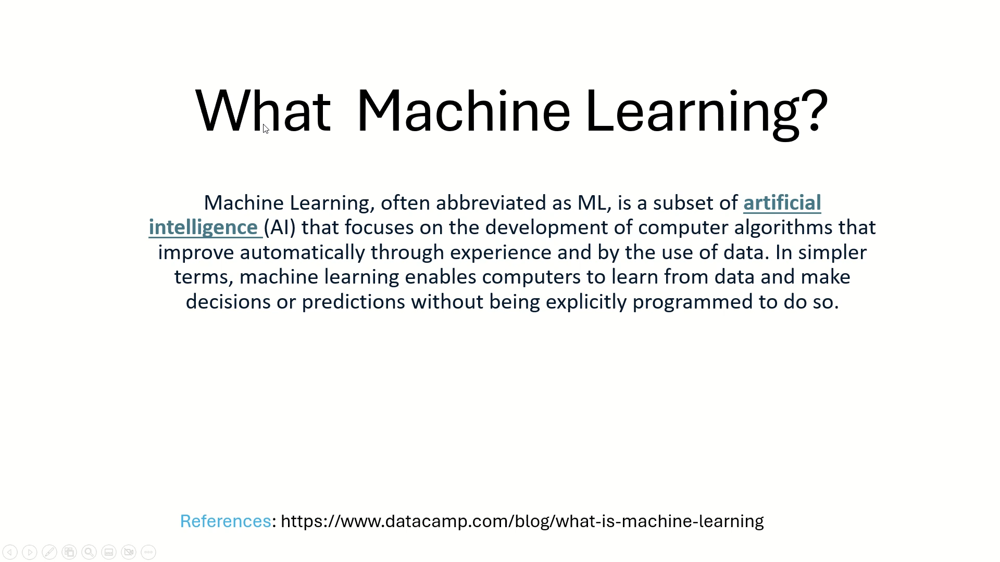 What  Machine Learning?
Machine Learning, often abbreviated as ML, is a subset of artificial
intelligence (AI) that focuses on the development of computer algorithms that
improve automatically through experience and by the use of data. In simpler
terms, machine learning enables computers to learn from data and make
decisions or predictions without being explicitly programmed to do so.
References: https://www.datacamp.com/blog/what-is-machine-learning